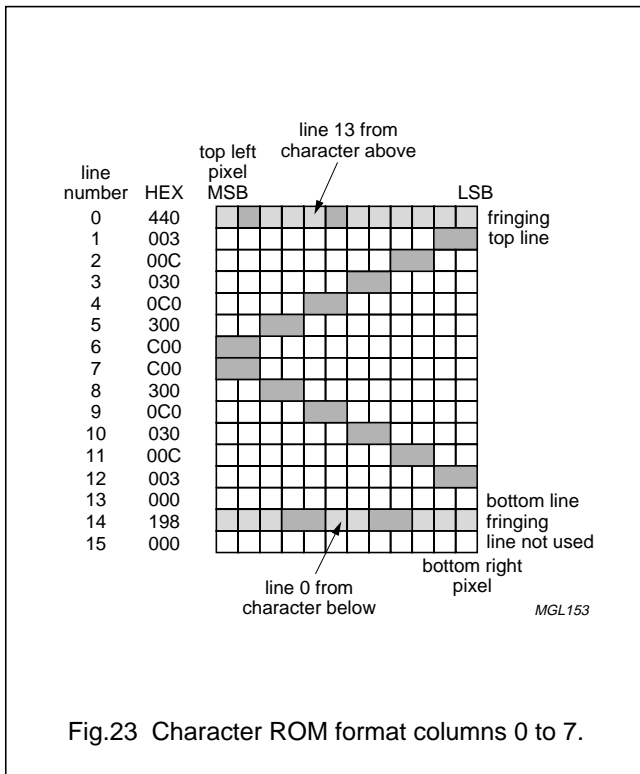 line 13 from
character above
top left
pixel
line
number HEX MSB LSB
0 440 fringing
1 003 top line
2 00C
3 030
4 0C0
5 300
6 C00
7 C00
8 300
9 0C0
10 030
11 00C
12 003
13 000 bottom line
14 198 fringing
15 000 line not used
bottom right
pixel
line 0 from
character below
MGL153
Fig.23 Character ROM format columns 0 to 7.